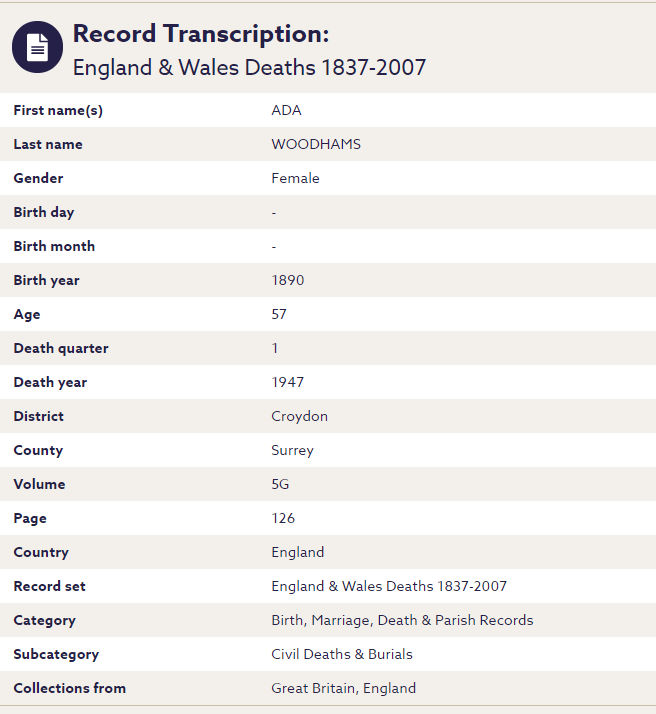 Record Transcription:
England & Wales Deaths 1837-2007
First name(s) ADA
Last name WOODHAMS
Gender Female
Birth day -
Birth month -
Birth year 1890
Age 57
Death quarter 1
Death year 1947
District Croydon
County Surrey
Volume 5G
Page 126
Country England
Record set England & Wales Deaths 1837-2007
Category Birth, Marriage, Death & Parish Records
Subcategory Civil Deaths & Burials
Collections from Great Britain, England